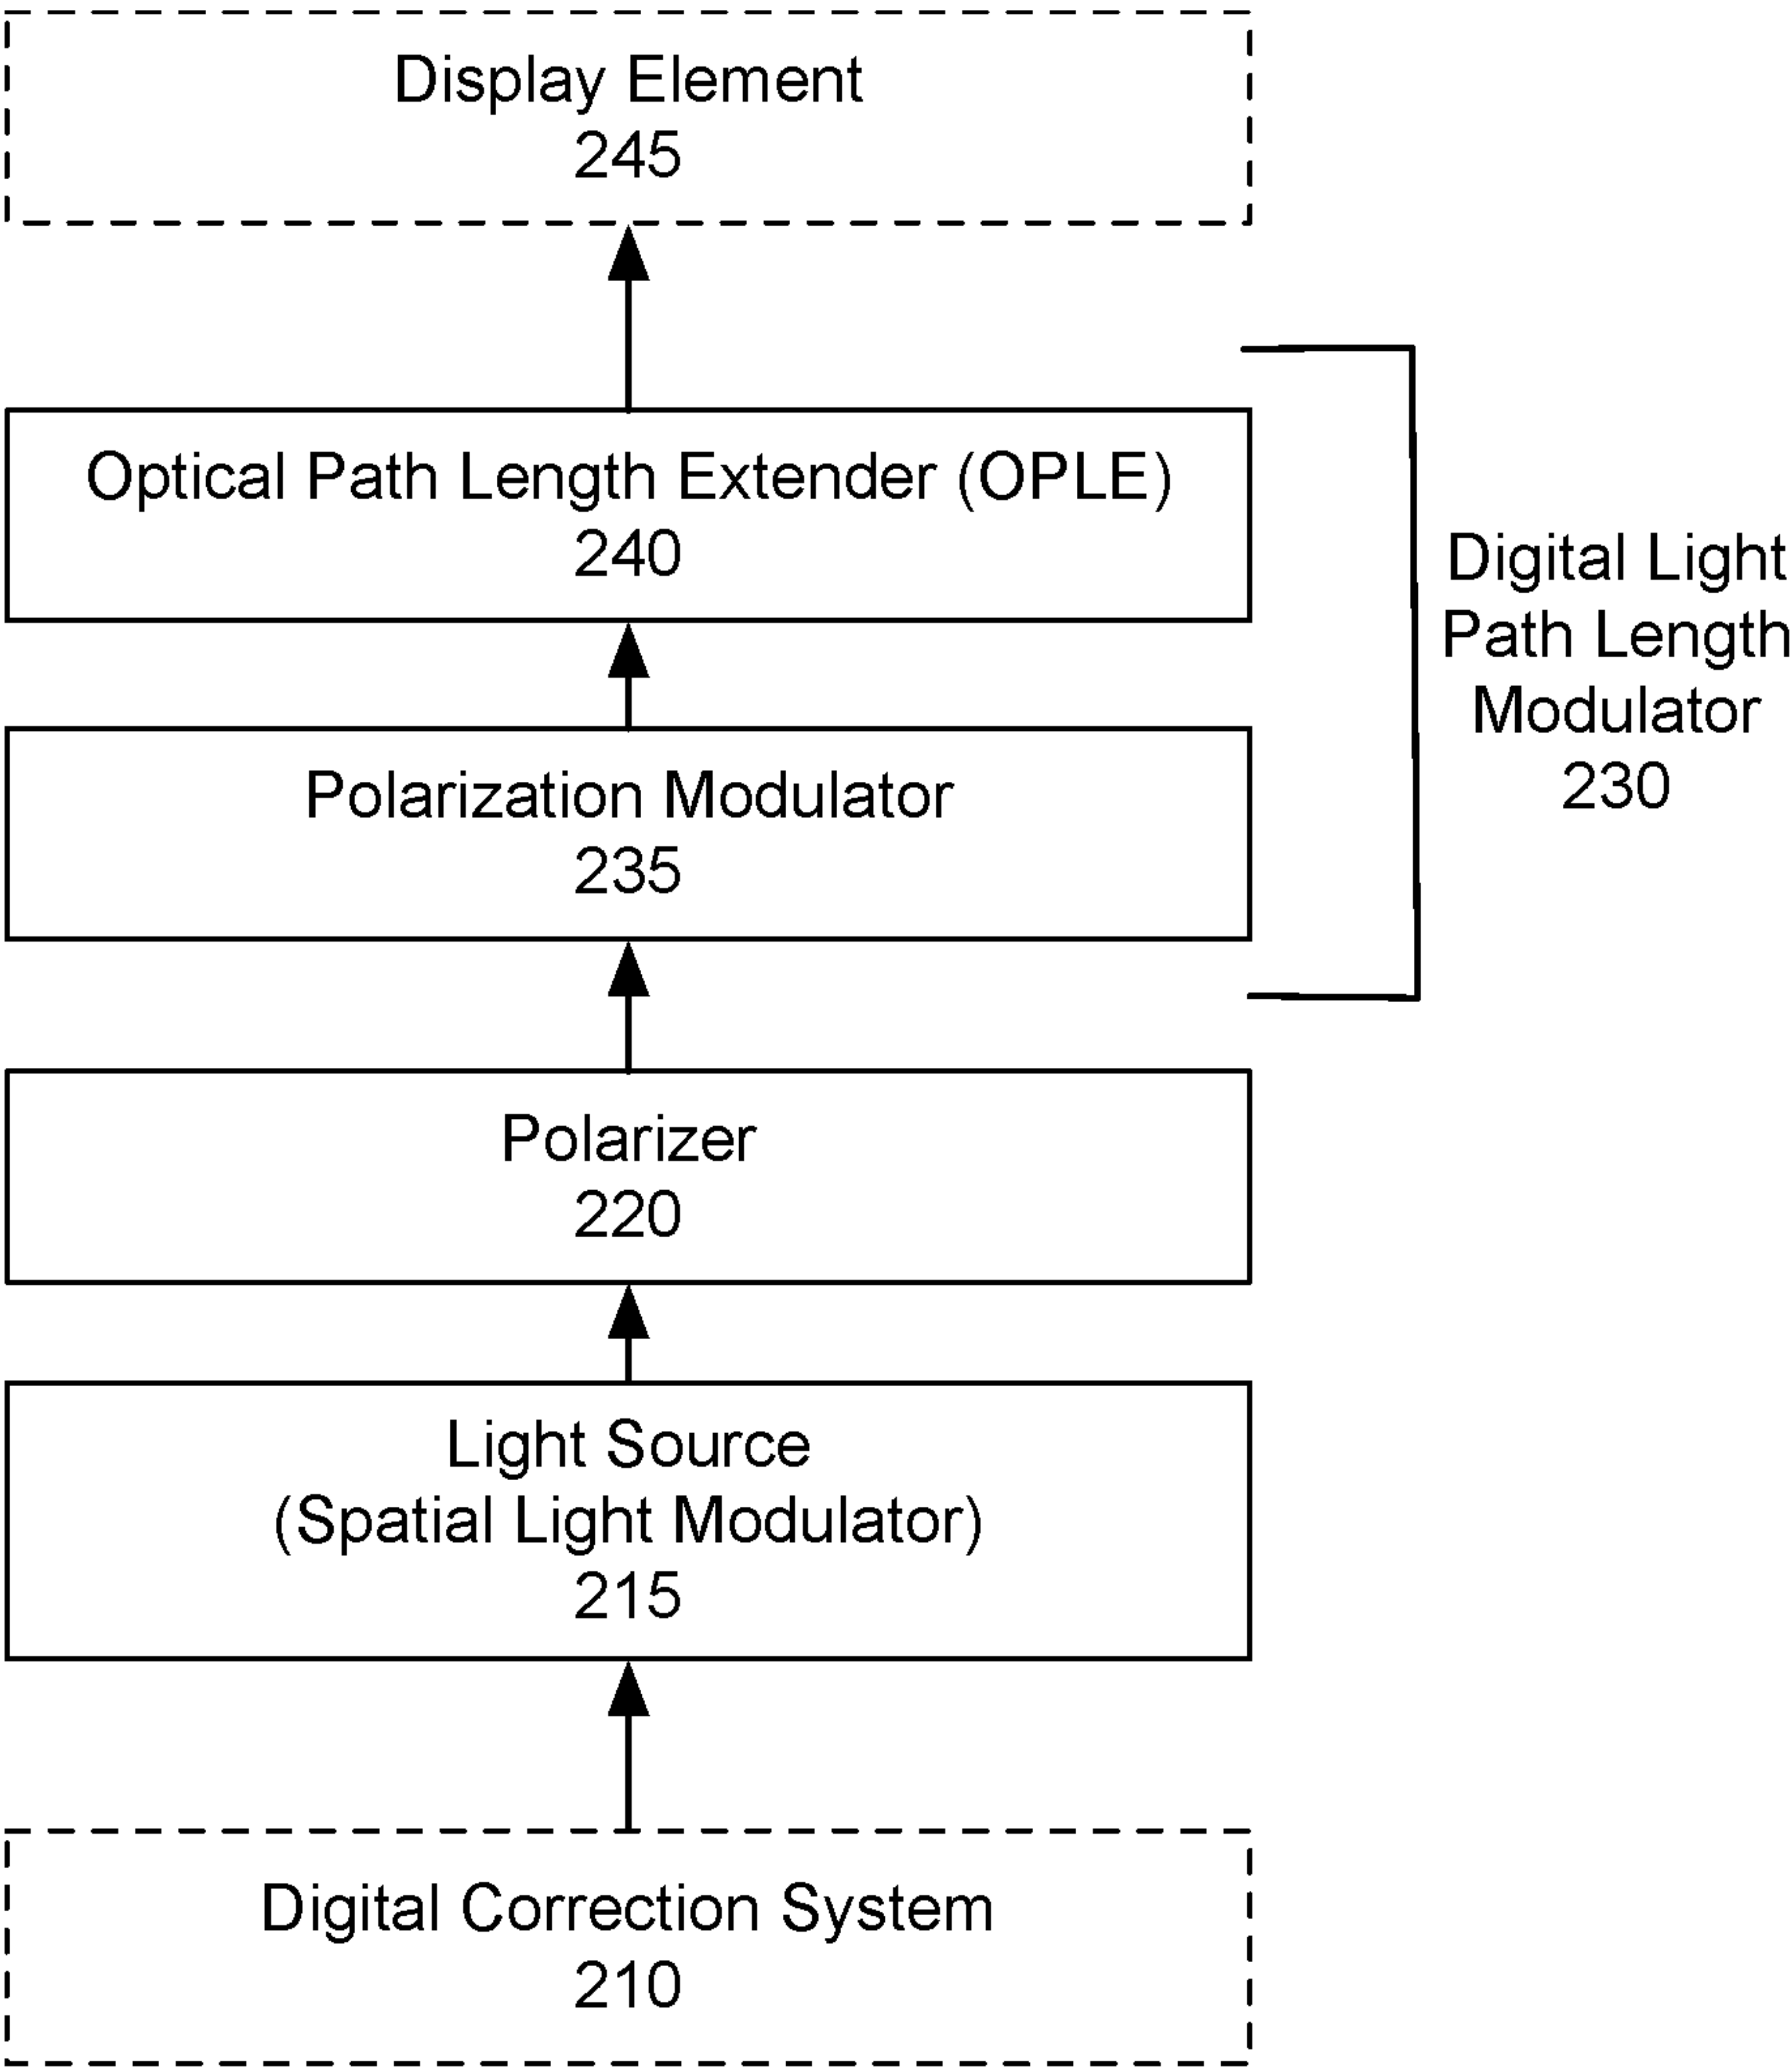 Display Element
245
Optical Path Length Extender (OPLE)
240
Digital Light
Path Length
Modulator
230
Polarization Modulator
235
Polarizer
220
Light Source
(Spatial Light Modulator)
215
Digital Correction System
210